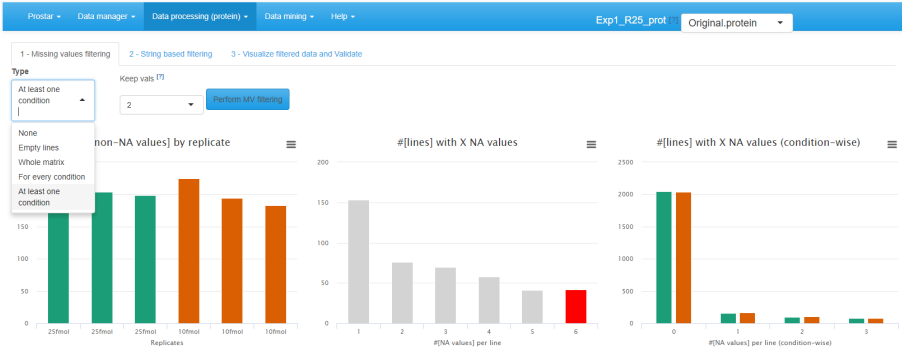 Prostar Data manager Data processing (protein) Data mining Help Exp1_R25_prot [?] Original.protein
1 - Missing values filtering 2 - String based filtering 3 - Visualize filtered data and Validate
Type
At least one
condition
Keep vals [?]
2
Perform MV filtering
None
Empty lines
Whole matrix
For every condition
At least one
condition
non-NA values] by replicate
150
100
50
0
25fmol 25fmol 25fmol 10fmol 10fmol 10fmol
Replicates
#[lines] with X NA values
200
150
100
50
0
1 2 3 4 5 6
#[NA values] per line
#[lines] with X NA values (condition-wise)
2500
2000
1500
1000
500
0
0 1 2 3
#[NA values] per line (condition-wise)